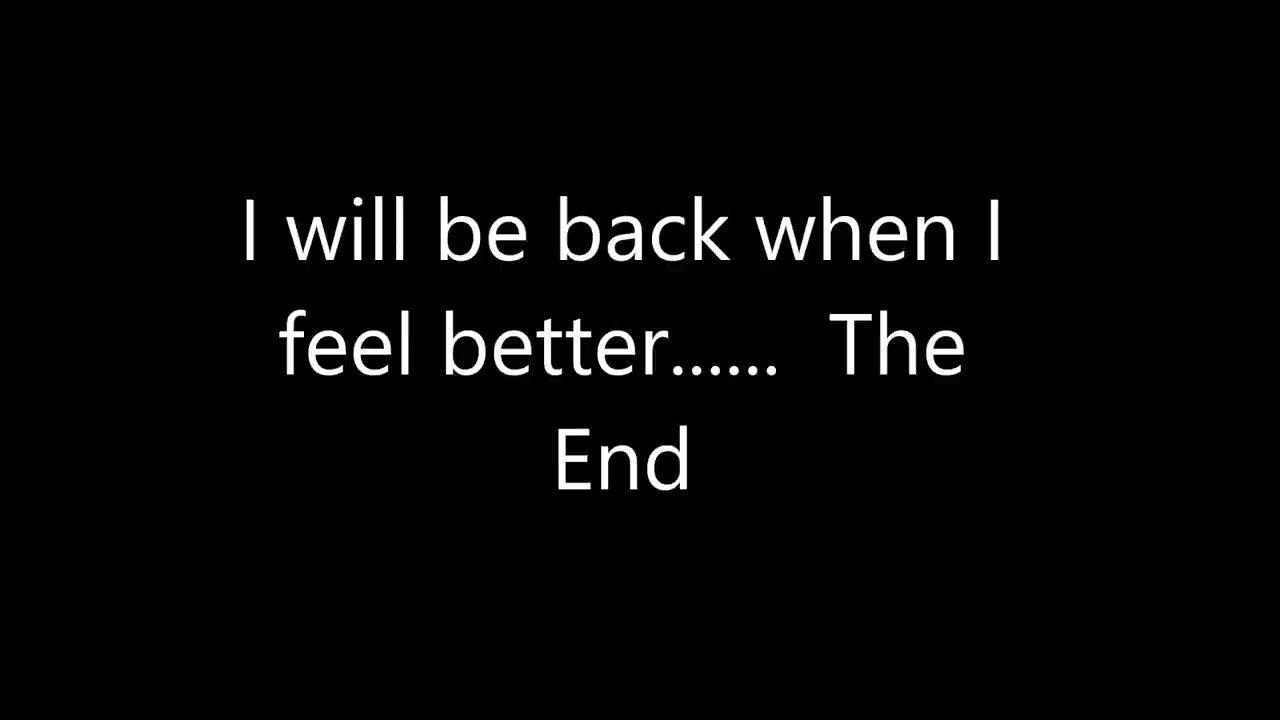 I will be back when I
feel better......  The
End